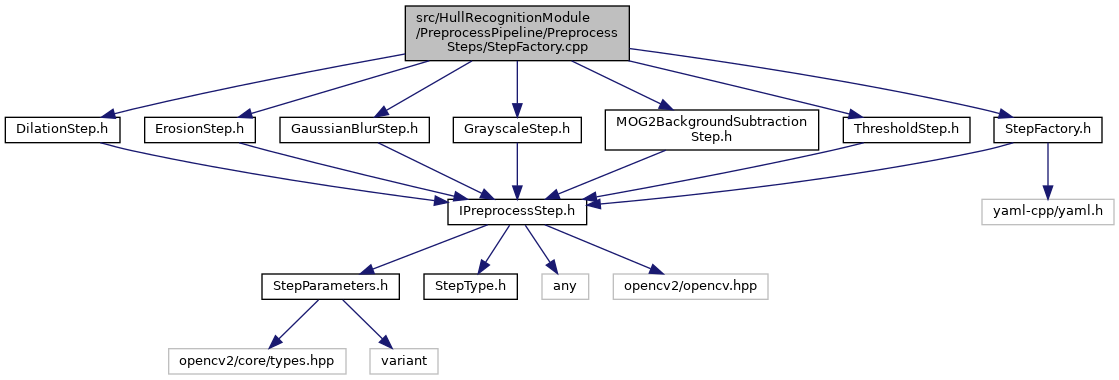 src/HullRecognitionModule
/PreprocessPipeline/Preprocess
Steps/StepFactory.cpp
DilationStep.h
ErosionStep.h
GaussianBlurStep.h
GrayscaleStep.h
MOG2BackgroundSubtraction
Step.h
ThresholdStep.h
StepFactory.h
IPreprocessStep.h
yaml-cpp/yaml.h
StepParameters.h
StepType.h
any
opencv2/opencv.hpp
opencv2/core/types.hpp
variant